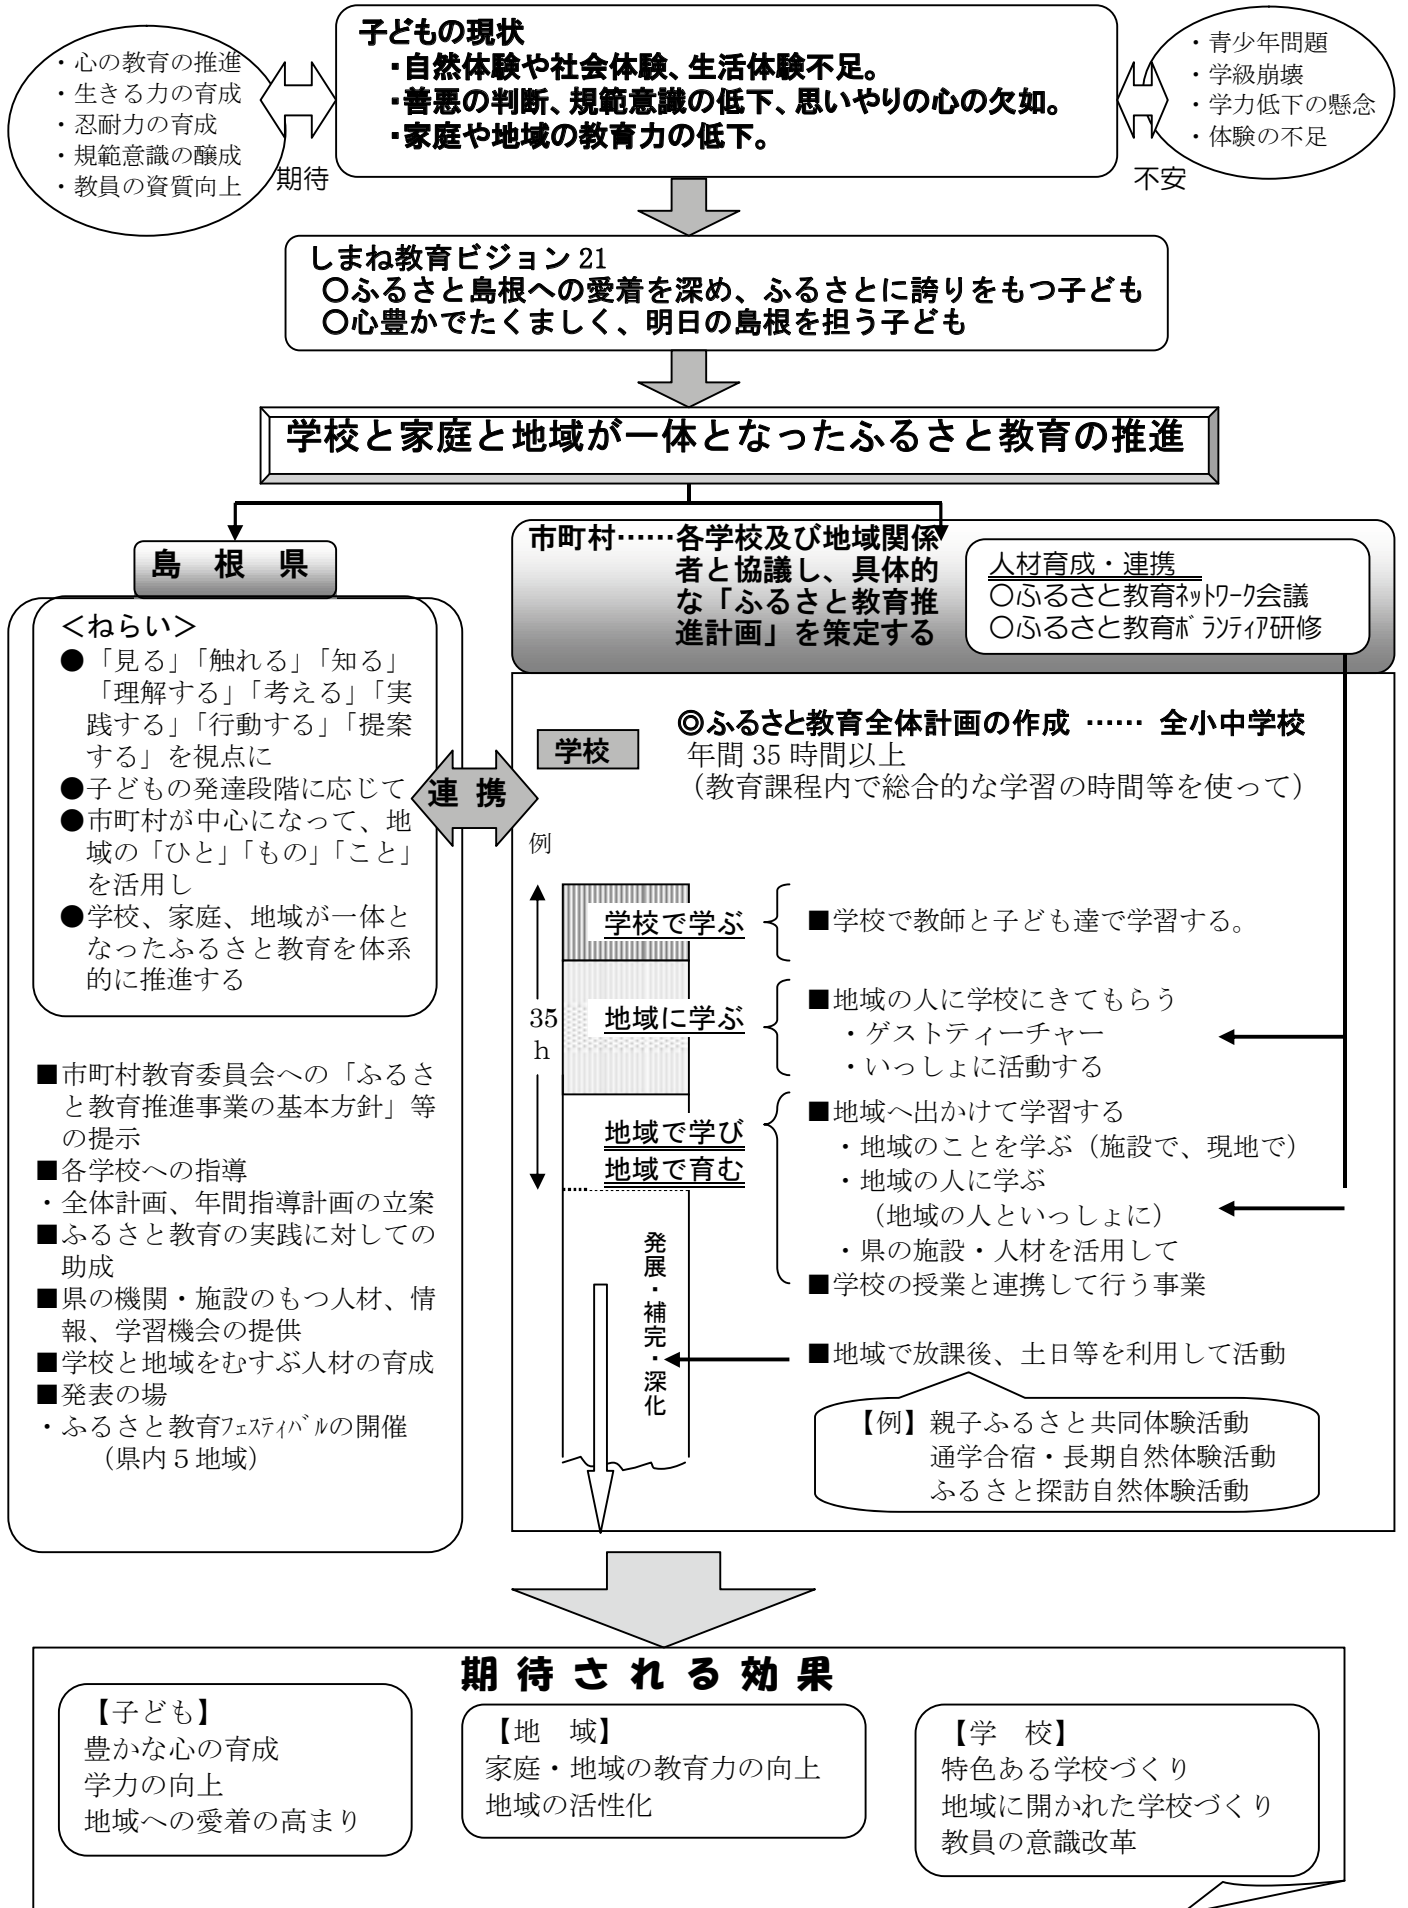 ・心の教育の推進
・生きる力の育成
・忍耐力の育成
・規範意識の醸成
・教員の資質向上
期待
子どもの現状
・自然体験や社会体験、生活体験不足。
・善悪の判断、規範意識の低下、思いやりの心の欠如。
・家庭や地域の教育力の低下。
・青少年問題
・学級崩壊
・学力低下の懸念
・体験の不足
不安
しまね教育ビジョン 21
○ふるさと島根への愛着を深め、ふるさとに誇りをもつ子ども
○心豊かでたくましく、明日の島根を担う子ども
学校と家庭と地域が一体となったふるさと教育の推進
島 根 県
＜ねらい＞
●「見る」「触れる」「知る」
「理解する」「考える」「実
践する」「行動する」「提案
する」を視点に
●子どもの発達段階に応じて
●市町村が中心になって、地
域の「ひと」「もの」「こと」
を活用し
●学校、家庭、地域が一体と
なったふるさと教育を体系
的に推進する
■市町村教育委員会への「ふるさ
と教育推進事業の基本方針」等
の提示
■各学校への指導
・全体計画、年間指導計画の立案
■ふるさと教育の実践に対しての
助成
■県の機関・施設のもつ人材、情
報、学習機会の提供
■学校と地域をむすぶ人材の育成
■発表の場
・ふるさと教育ﾌｪｽﾃｨﾊﾞﾙの開催
（県内５地域）
連 携
市町村……各学校及び地域関係
者と協議し、具体的
な「ふるさと教育推
進計画」を策定する
人材育成・連携
○ふるさと教育ﾈｯﾄﾜｰｸ会議
○ふるさと教育ﾎﾞﾗﾝﾃｨｱ研修
学校
◎ふるさと教育全体計画の作成 …… 全小中学校
年間 35 時間以上
（教育課程内で総合的な学習の時間等を使って）
例
35
h
学校で学ぶ
■学校で教師と子ども達で学習する。
地域に学ぶ
■地域の人に学校にきてもらう
・ゲストティーチャー
・いっしょに活動する
地域で学び
地域で育む
■地域へ出かけて学習する
・地域のことを学ぶ（施設で、現地で）
・地域の人に学ぶ
（地域の人といっしょに）
・県の施設・人材を活用して
■学校の授業と連携して行う事業
発展・補完・深化
■地域で放課後、土日等を利用して活動
【例】親子ふるさと共同体験活動
通学合宿・長期自然体験活動
ふるさと探訪自然体験活動
期待される効果
【子ども】
豊かな心の育成
学力の向上
地域への愛着の高まり
【地　域】
家庭・地域の教育力の向上
地域の活性化
【学　校】
特色ある学校づくり
地域に開かれた学校づくり
教員の意識改革